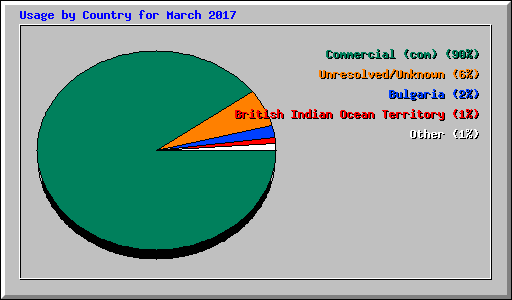 Usage by Country for March 2017
Commercial (com) (90%)
Unresolved/Unknown (6%)
Bulgaria (2%)
British Indian Ocean Territory (1%)
Other (1%)